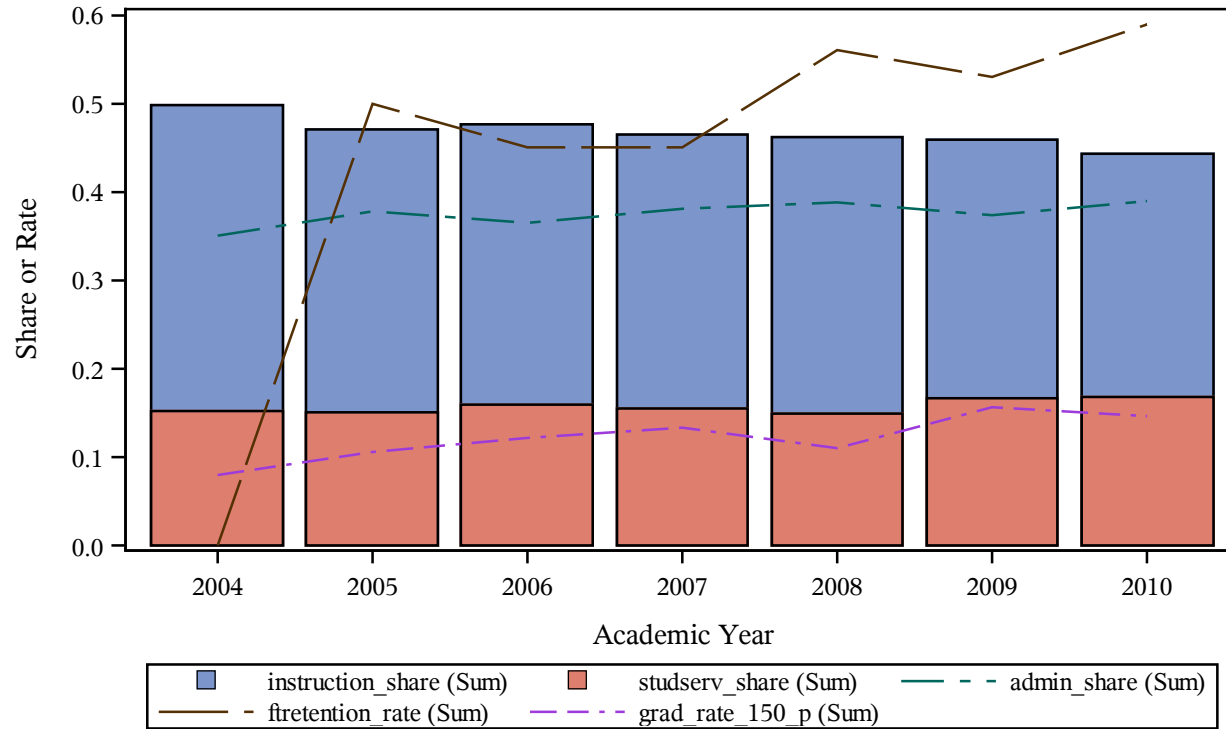 0.6
0.5
0.4
0.3
0.2
0.1
0.0
Share or Rate
2004 2005 2006 2007 2008 2009 2010
Academic Year
instruction_share (Sum) studserv_share (Sum) admin_share (Sum)
ftretention_rate (Sum) grad_rate_150_p (Sum)